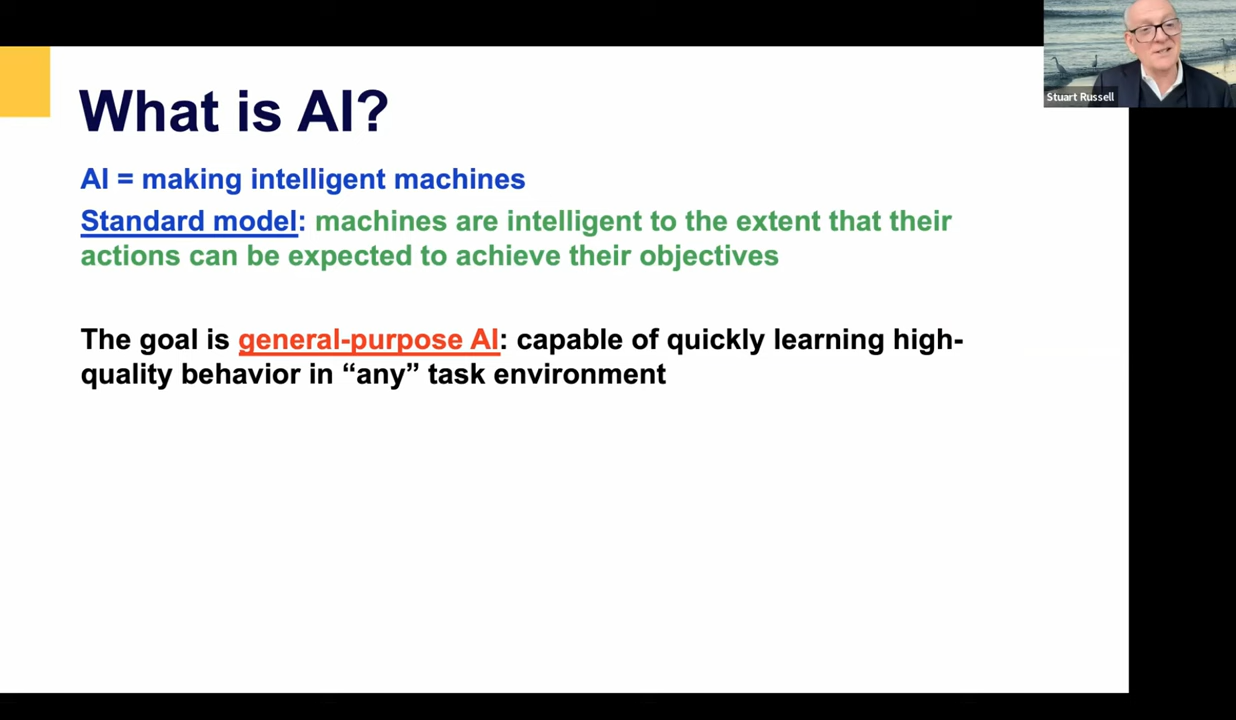 Stuart Russell
What is AI?
AI = making intelligent machines
Standard model: machines are intelligent to the extent that their
actions can be expected to achieve their objectives
The goal is general-purpose AI: capable of quickly learning high-
quality behavior in “any” task environment